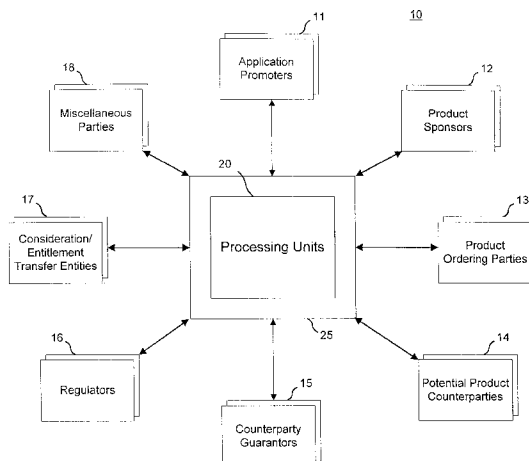 10
11
Application
Promoters
18
Miscellaneous
Parties
12
Product
Sponsors
20
Processing Units
17
Consideration/
Entitlement
Transfer Entities
13
Product
Ordering Parties
25
16
Regulators
15
Counterparty
Guarantors
14
Potential Product
Counterparties